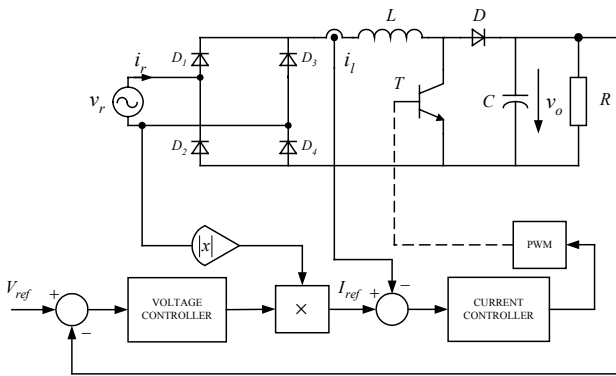 L
D
i_r
D_1
D_3
i_l
T
C
v_o
R
v_r
D_2
D_4
|x|
PWM
V_ref
+
−
VOLTAGE
CONTROLLER
×
I_ref
+
−
CURRENT
CONTROLLER